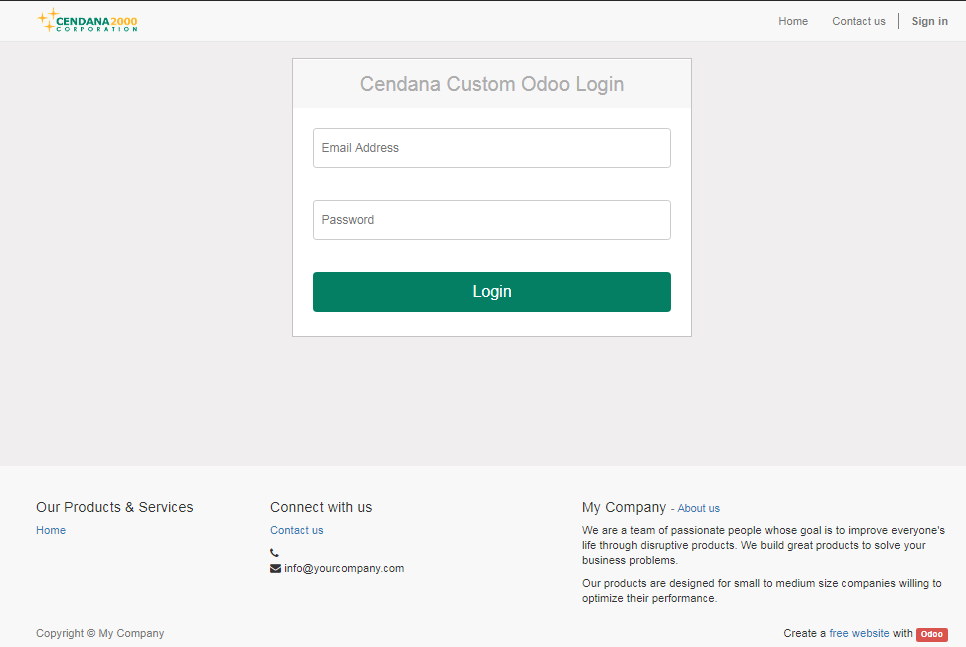 CENDANA2000
CORPORATION
Home Contact us Sign in
Cendana Custom Odoo Login
Email Address
Password
Login
Our Products & Services
Home
Connect with us
Contact us
info@yourcompany.com
My Company - About us
We are a team of passionate people whose goal is to improve everyone's
life through disruptive products. We build great products to solve your
business problems.
Our products are designed for small to medium size companies willing to
optimize their performance.
Copyright © My Company
Create a free website with Odoo